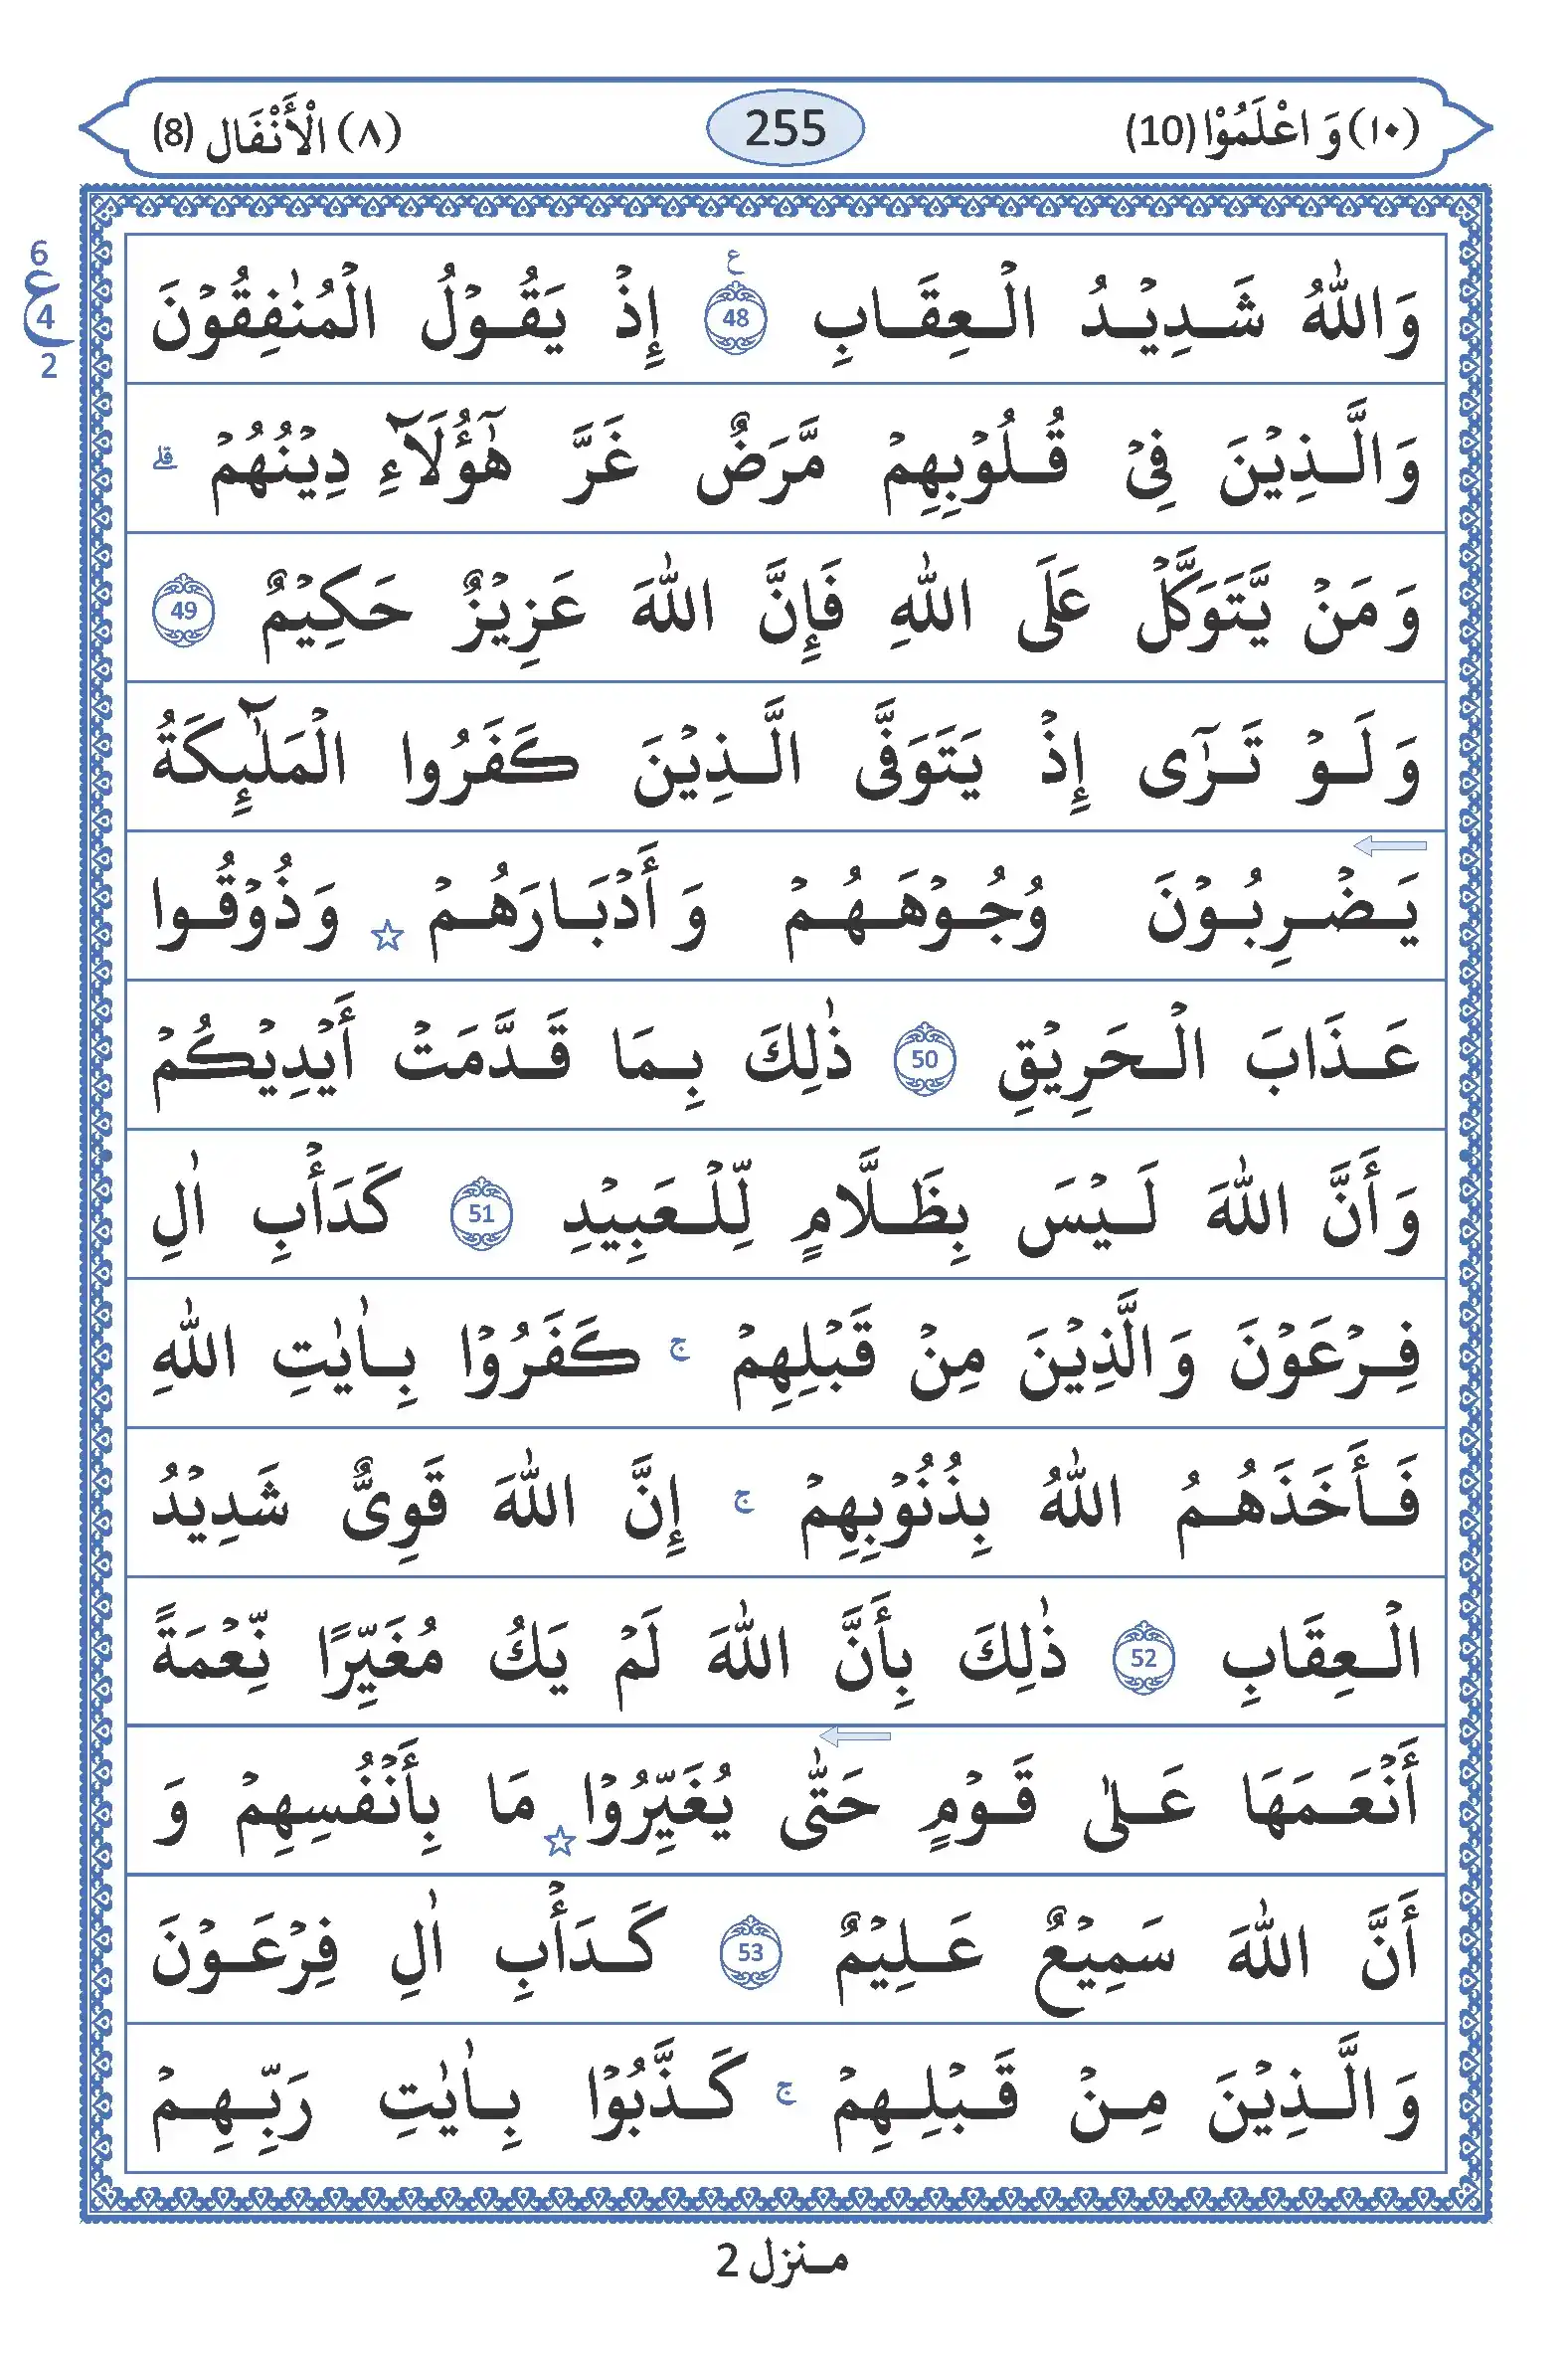 (١٠) وَ اعْلَمُوْا (10) 255 (٨) الْأَنْفَال (8)
6
ع
4
2
وَاللّٰهُ شَدِيْدُ الْعِقَابِ 48 ع إِذْ يَقُوْلُ الْمُنٰفِقُوْنَ
وَالَّذِيْنَ فِيْ قُلُوْبِهِمْ مَّرَضٌ غَرَّ هٰٓؤُلَآءِ دِيْنُهُمْ قلے
وَمَنْ يَّتَوَكَّلْ عَلَى اللّٰهِ فَإِنَّ اللّٰهَ عَزِيْزٌ حَكِيْمٌ 49
وَلَوْ تَرٰٓى إِذْ يَتَوَفَّى الَّذِيْنَ كَفَرُوا الْمَلٰٓئِكَةُ
يَضْرِبُوْنَ وُجُوْهَهُمْ وَأَدْبَارَهُمْ ☆ وَذُوْقُوا
عَذَابَ الْحَرِيْقِ 50 ذٰلِكَ بِمَا قَدَّمَتْ أَيْدِيْكُمْ
وَأَنَّ اللّٰهَ لَيْسَ بِظَلَّامٍ لِّلْعَبِيْدِ 51 كَدَأْبِ اٰلِ
فِرْعَوْنَ وَالَّذِيْنَ مِنْ قَبْلِهِمْ ج كَفَرُوْا بِاٰيٰتِ اللّٰهِ
فَأَخَذَهُمُ اللّٰهُ بِذُنُوْبِهِمْ ج إِنَّ اللّٰهَ قَوِيٌّ شَدِيْدُ
الْعِقَابِ 52 ذٰلِكَ بِأَنَّ اللّٰهَ لَمْ يَكُ مُغَيِّرًا نِّعْمَةً
أَنْعَمَهَا عَلٰى قَوْمٍ حَتّٰى يُغَيِّرُوْا ☆ مَا بِأَنْفُسِهِمْ وَ
أَنَّ اللّٰهَ سَمِيْعٌ عَلِيْمٌ 53 كَدَأْبِ اٰلِ فِرْعَوْنَ
وَالَّذِيْنَ مِنْ قَبْلِهِمْ ج كَذَّبُوْا بِاٰيٰتِ رَبِّهِمْ
منزل 2